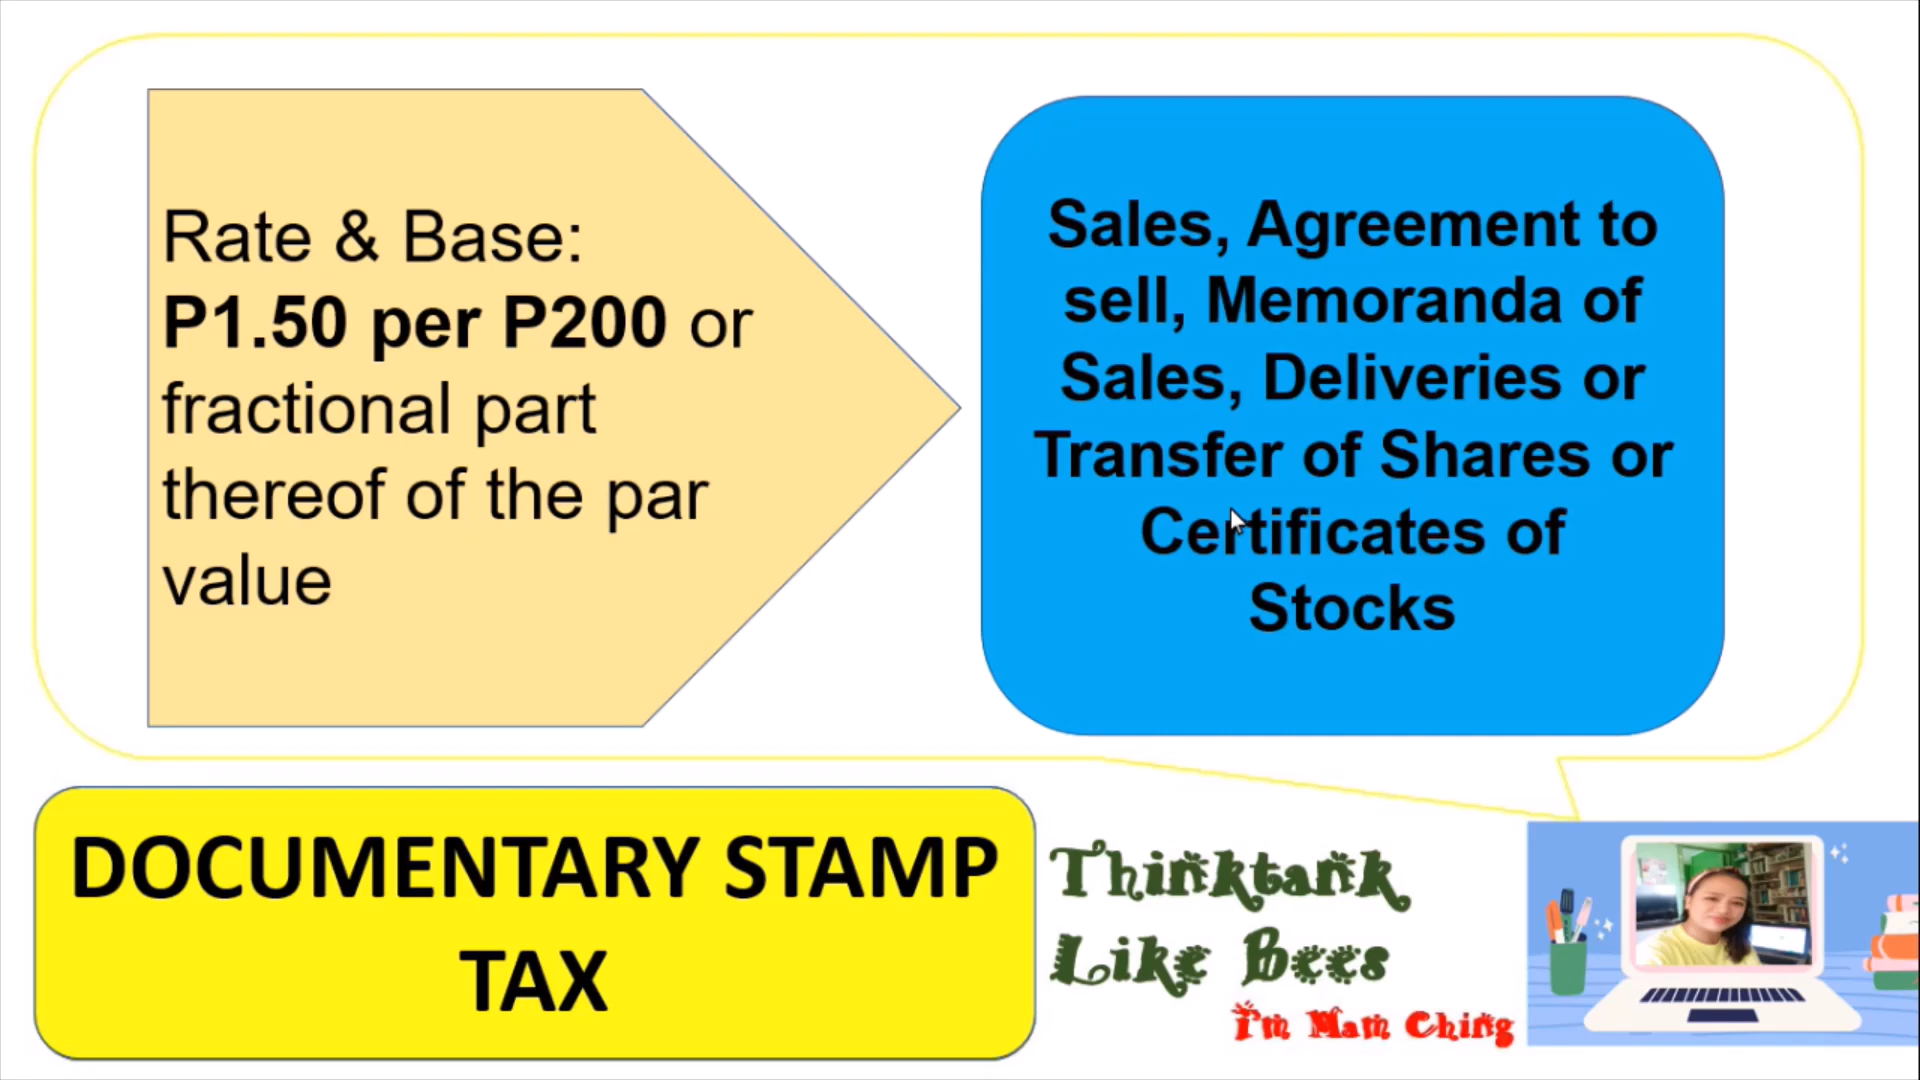 Rate & Base:
P1.50 per P200 or
fractional part
thereof of the par
value
Sales, Agreement to
sell, Memoranda of
Sales, Deliveries or
Transfer of Shares or
Certificates of
Stocks
DOCUMENTARY STAMP
TAX
Thinktank
Like Bees
I'm Mam Ching